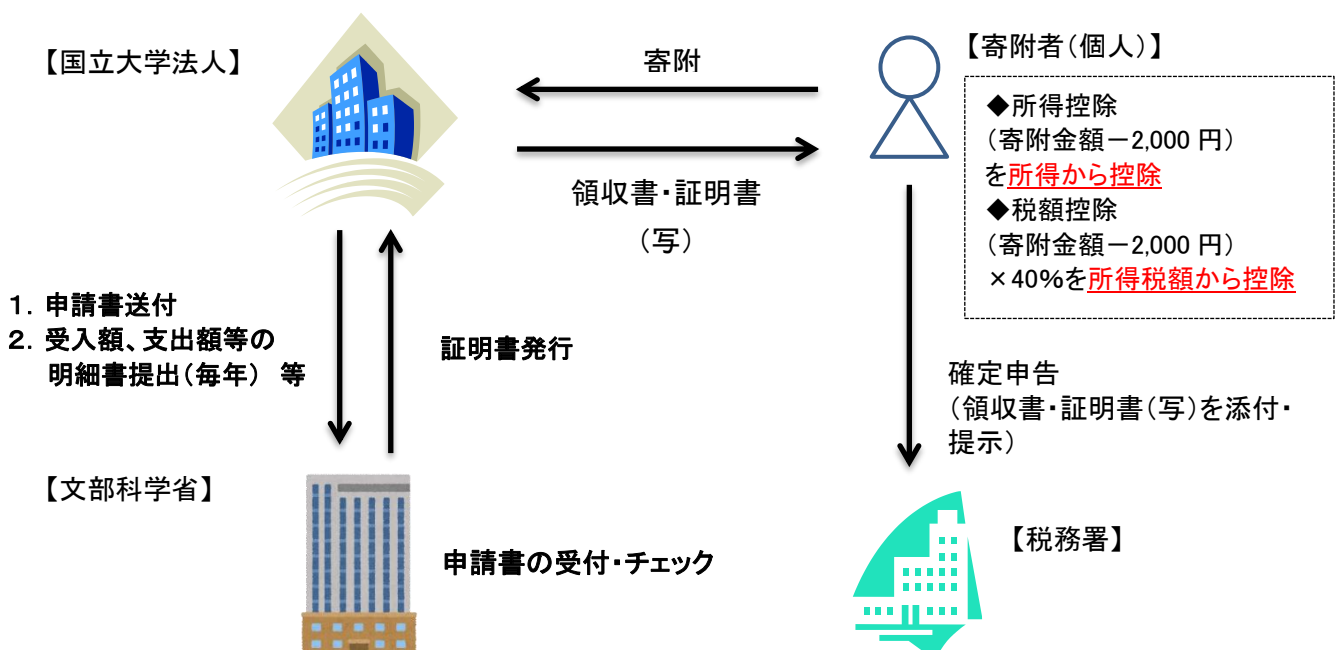 【国立大学法人】
寄附
【寄附者(個人)】
◆所得控除
(寄附金額－2,000 円)
を所得から控除
◆税額控除
(寄附金額－2,000 円)
×40%を所得税額から控除
領収書・証明書
(写)
1．申請書送付
2．受入額、支出額等の
明細書提出(毎年) 等
証明書発行
確定申告
(領収書・証明書(写)を添付・
提示)
【文部科学省】
申請書の受付・チェック
【税務署】